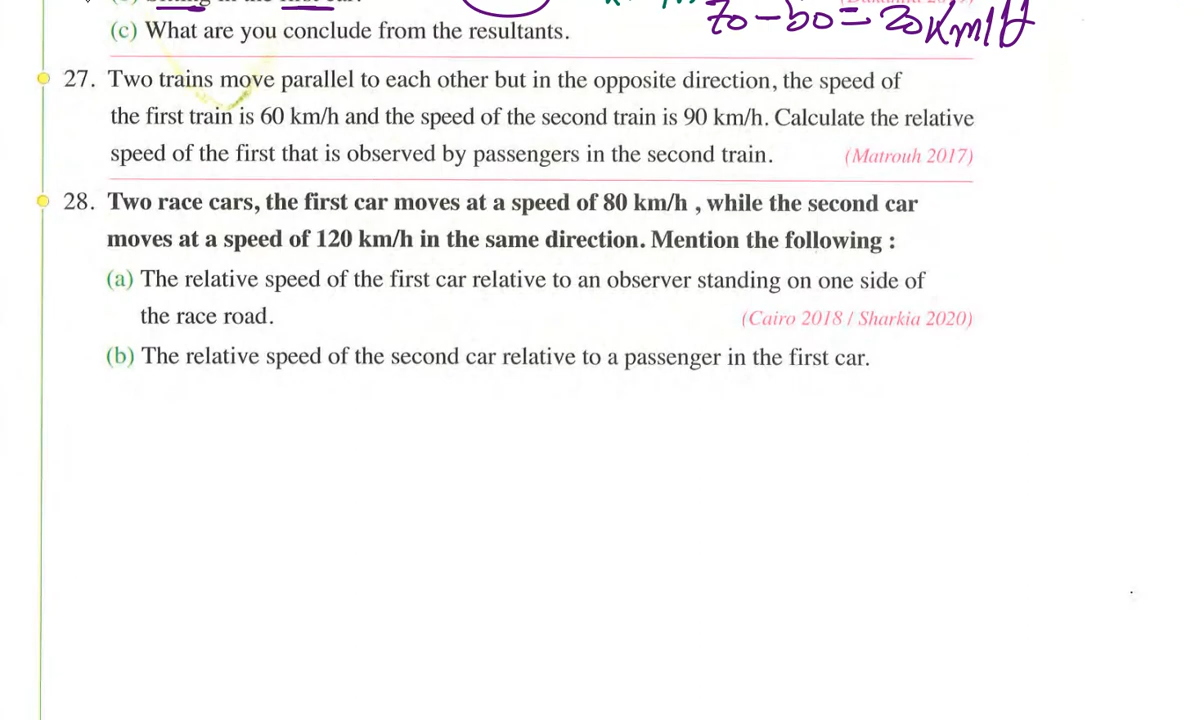 70-50=20Km/H
(c) What are you conclude from the resultants.
27. Two trains move parallel to each other but in the opposite direction, the speed of
the first train is 60 km/h and the speed of the second train is 90 km/h. Calculate the relative
speed of the first that is observed by passengers in the second train. (Matrouh 2017)
28. Two race cars, the first car moves at a speed of 80 km/h , while the second car
moves at a speed of 120 km/h in the same direction. Mention the following :
(a) The relative speed of the first car relative to an observer standing on one side of
the race road. (Cairo 2018 / Sharkia 2020)
(b) The relative speed of the second car relative to a passenger in the first car.